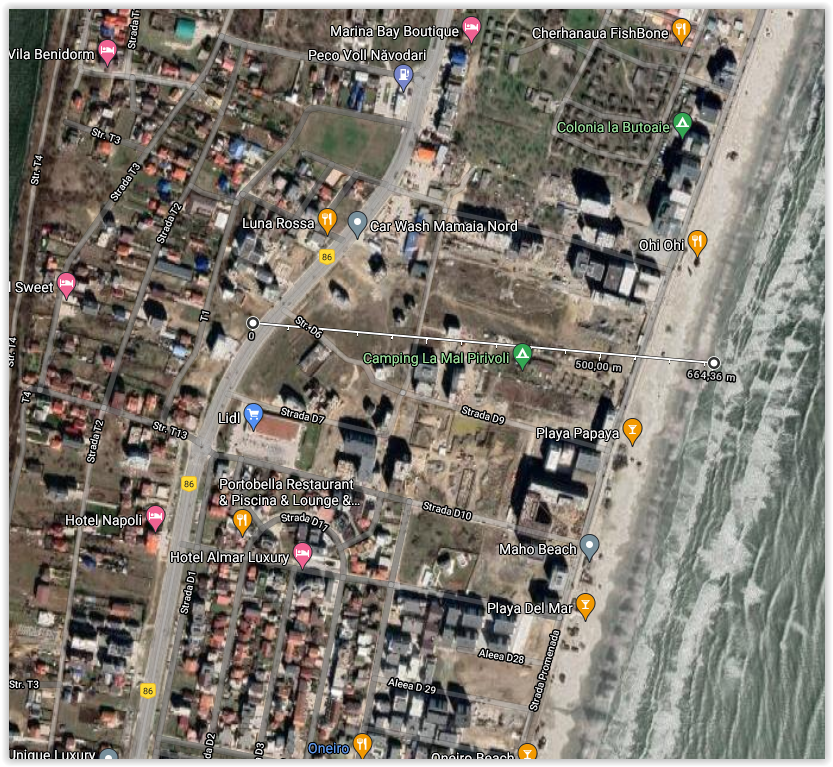 Strada T
Marina Bay Boutique
Cherhanaua FishBone
Vila Benidorm
Peco Voll Năvodari
Colonia la Butoaie
Str. T3
Str. T4
Strada T3
Strada T2
Luna Rossa
Car Wash Mamaia Nord
Ohi Ohi
86
l Sweet
T1
0
Str. D6
Str. T4
Camping La Mal Pirivoli
500,00 m
664,36 m
T4
Lidl
Strada D7
Strada D9
Str. T13
Strada T2
Playa Papaya
86
Portobella Restaurant
& Piscina & Lounge &...
Strada D10
Hotel Napoli
Strada D17
Hotel Almar Luxury
Maho Beach
Strada D1
Playa Del Mar
Aleea D28
Str. T3
86
Aleea D 29
Strada Promenada
da D2
D3
Oneiro
Oneiro Beach
Unique Luxury